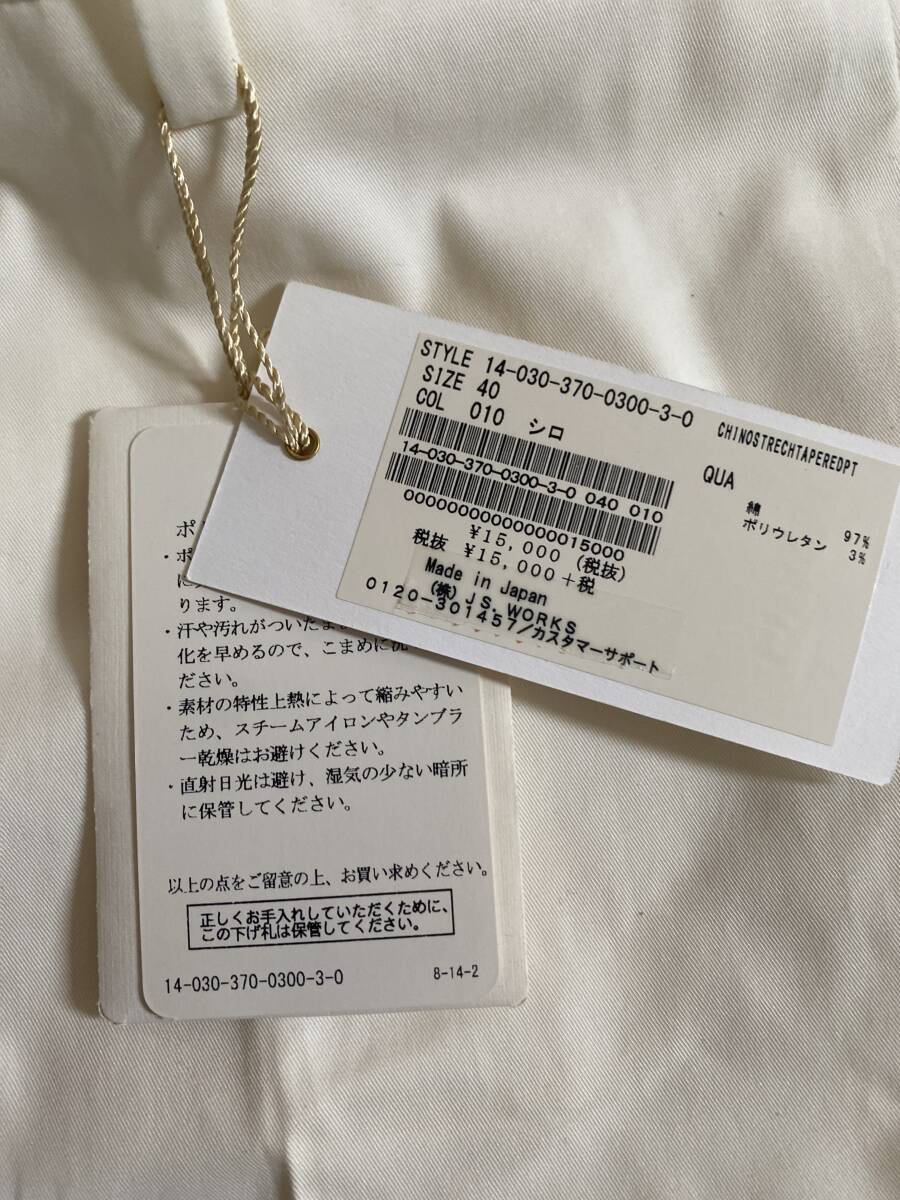 STYLE 14-030-370-0300-3-0 CHINOSTRECHTAPEREDPT
SIZE 40
COL 010 シロ
QUA
綿 97%
ポリウレタン 3%
14-030-370-0300-3-0 040 010
000000000000000015000
¥15,000 (税抜)
税抜 ¥15,000+税
Made in Japan
(株) J S. WORKS
0120-301457/カスタマーサポート
ポ
・ポ
ります。
・汗や汚れがついたま
化を早めるので、こまめに洗
ださい。
・素材の特性上熱によって縮みやすい
ため、スチームアイロンやタンブラ
ー乾燥はお避けください。
・直射日光は避け、湿気の少ない暗所
に保管してください。
以上の点をご留意の上、お買い求めください。
正しくお手入れしていただくために、
この下げ札は保管してください。
14-030-370-0300-3-0 8-14-2